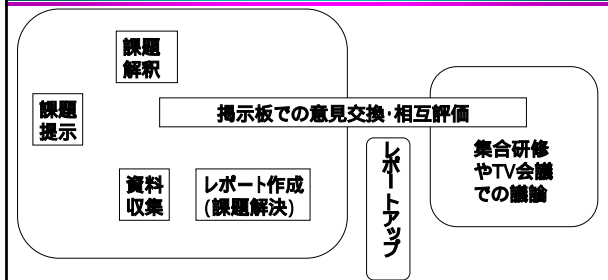 課題
解釈
課題
提示
掲示板での意見交換・相互評価
資料
収集
レポート作成
(課題解決)
レポートアップ
集合研修
やTV会議
での議論